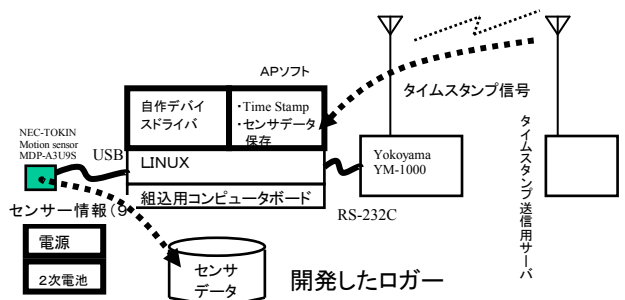 APソフト
自作デバイ
スドライバ
・Time Stamp
・センサデータ
保存
タイムスタンプ信号
NEC-TOKIN
Motion sensor
MDP-A3U9S
USB
LINUX
組込用コンピュータボード
Yokoyama
YM-1000
RS-232C
タイムスタンプ送信用サーバ
センサー情報(9
電源
2次電池
センサ
データ
開発したロガー